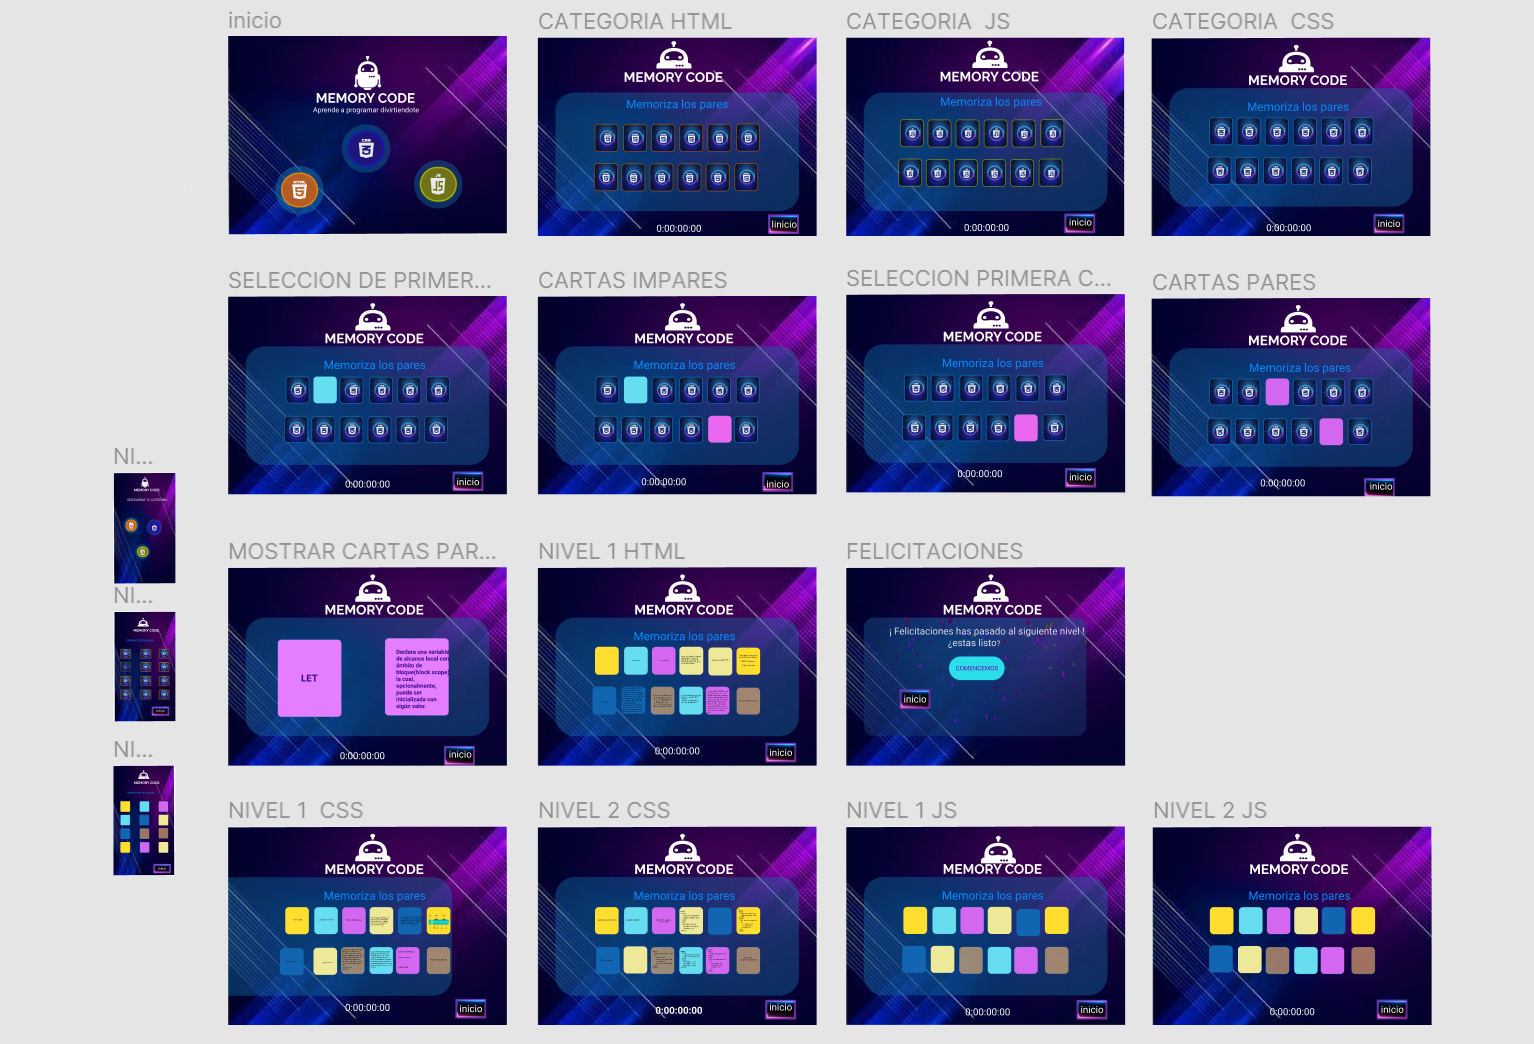 inicio
MEMORY CODE
Aprende a programar divirtiendote
CSS
HTML
JS
CATEGORIA HTML
MEMORY CODE
Memoriza los pares
0:00:00:00
Iinicio
CATEGORIA JS
MEMORY CODE
Memoriza los pares
0:00:00:00
inicio
CATEGORIA CSS
MEMORY CODE
Memoriza los pares
0:00:00:00
inicio
SELECCION DE PRIMER...
MEMORY CODE
Memoriza los pares
0:00:00:00
inicio
CARTAS IMPARES
MEMORY CODE
Memoriza los pares
0:00:00:00
inicio
SELECCION PRIMERA C...
MEMORY CODE
Memoriza los pares
0:00:00:00
inicio
CARTAS PARES
MEMORY CODE
Memoriza los pares
0:00:00:00
inicio
NI...
MEMORY CODE
NI...
MEMORY CODE
NI...
MEMORY CODE
MOSTRAR CARTAS PAR...
MEMORY CODE
LET
Declara una variable
de alcance local con
ámbito de
bloque(block scope)
la cual,
opcionalmente,
puede ser
inicializada con
algún valor.
0:00:00:00
inicio
NIVEL 1 HTML
MEMORY CODE
Memoriza los pares
0:00:00:00
inicio
FELICITACIONES
MEMORY CODE
¡ Felicitaciones has pasado al siguiente nivel !
¿estas listo?
COMENCEMOS
inicio
NIVEL 1 CSS
MEMORY CODE
Memoriza los pares
0:00:00:00
inicio
NIVEL 2 CSS
MEMORY CODE
Memoriza los pares
0:00:00:00
inicio
NIVEL 1 JS
MEMORY CODE
Memoriza los pares
0:00:00:00
inicio
NIVEL 2 JS
MEMORY CODE
Memoriza los pares
0:00:00:00
inicio